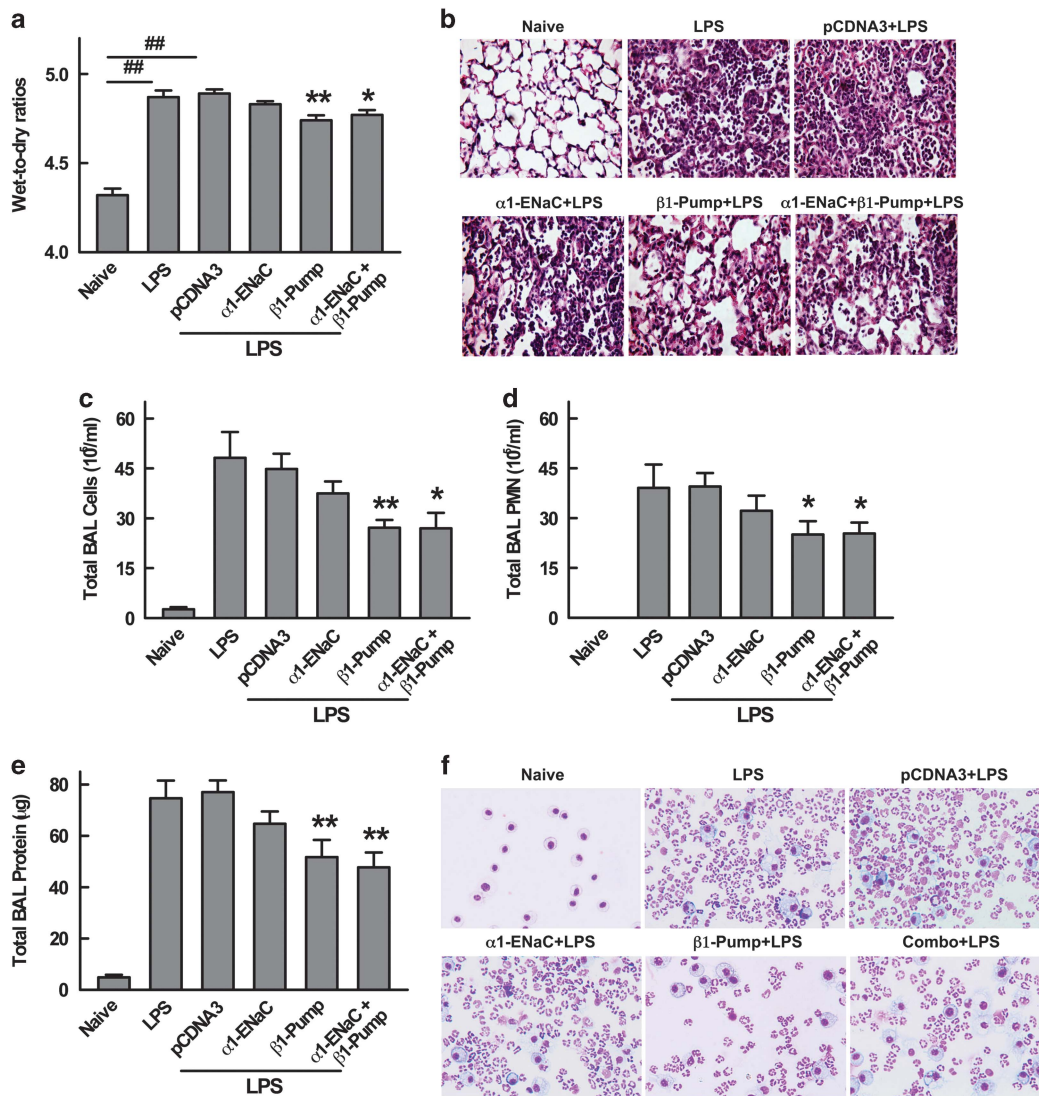 a
Wet-to-dry ratios
5.0
4.5
4.0
##
##
**
*
Naive
LPS
pCDNA3
α1-ENaC
β1-Pump
α1-ENaC +
β1-Pump
LPS
b
Naive
LPS
pCDNA3+LPS
α1-ENaC+LPS
β1-Pump+LPS
α1-ENaC+β1-Pump+LPS
c
Total BAL Cells (10⁵/ml)
60
45
30
15
0
**
*
Naive
LPS
pCDNA3
α1-ENaC
β1-Pump
α1-ENaC +
β1-Pump
LPS
d
Total BAL PMN (10⁵/ml)
60
45
30
15
0
*
*
Naive
LPS
pCDNA3
α1-ENaC
β1-Pump
α1-ENaC +
β1-Pump
LPS
e
Total BAL Protein (ug)
80
60
40
20
0
**
**
Naive
LPS
pCDNA3
α1-ENaC
β1-Pump
α1-ENaC +
β1-Pump
LPS
f
Naive
LPS
pCDNA3+LPS
α1-ENaC+LPS
β1-Pump+LPS
Combo+LPS